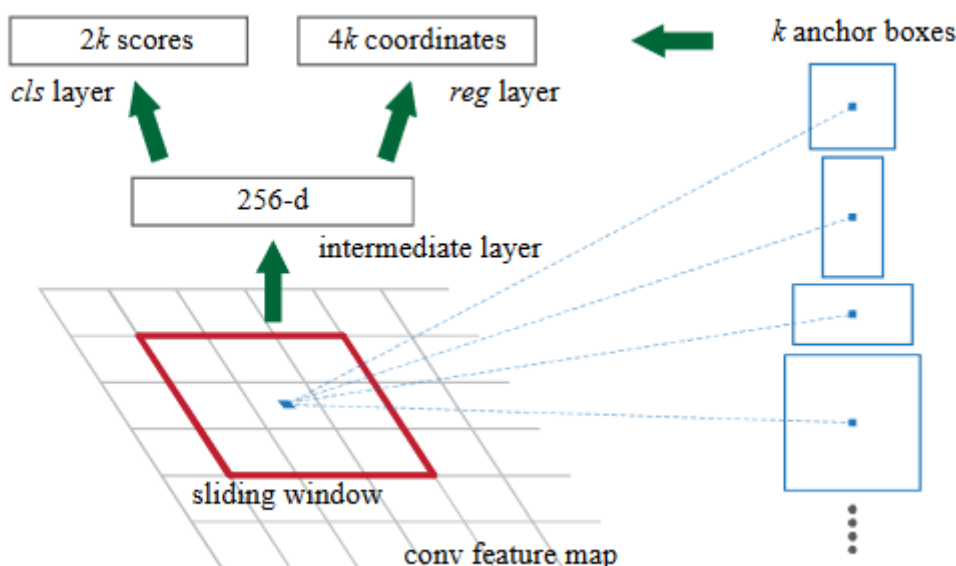 2k scores
4k coordinates
k anchor boxes
cls layer
reg layer
256-d
intermediate layer
sliding window
conv feature map